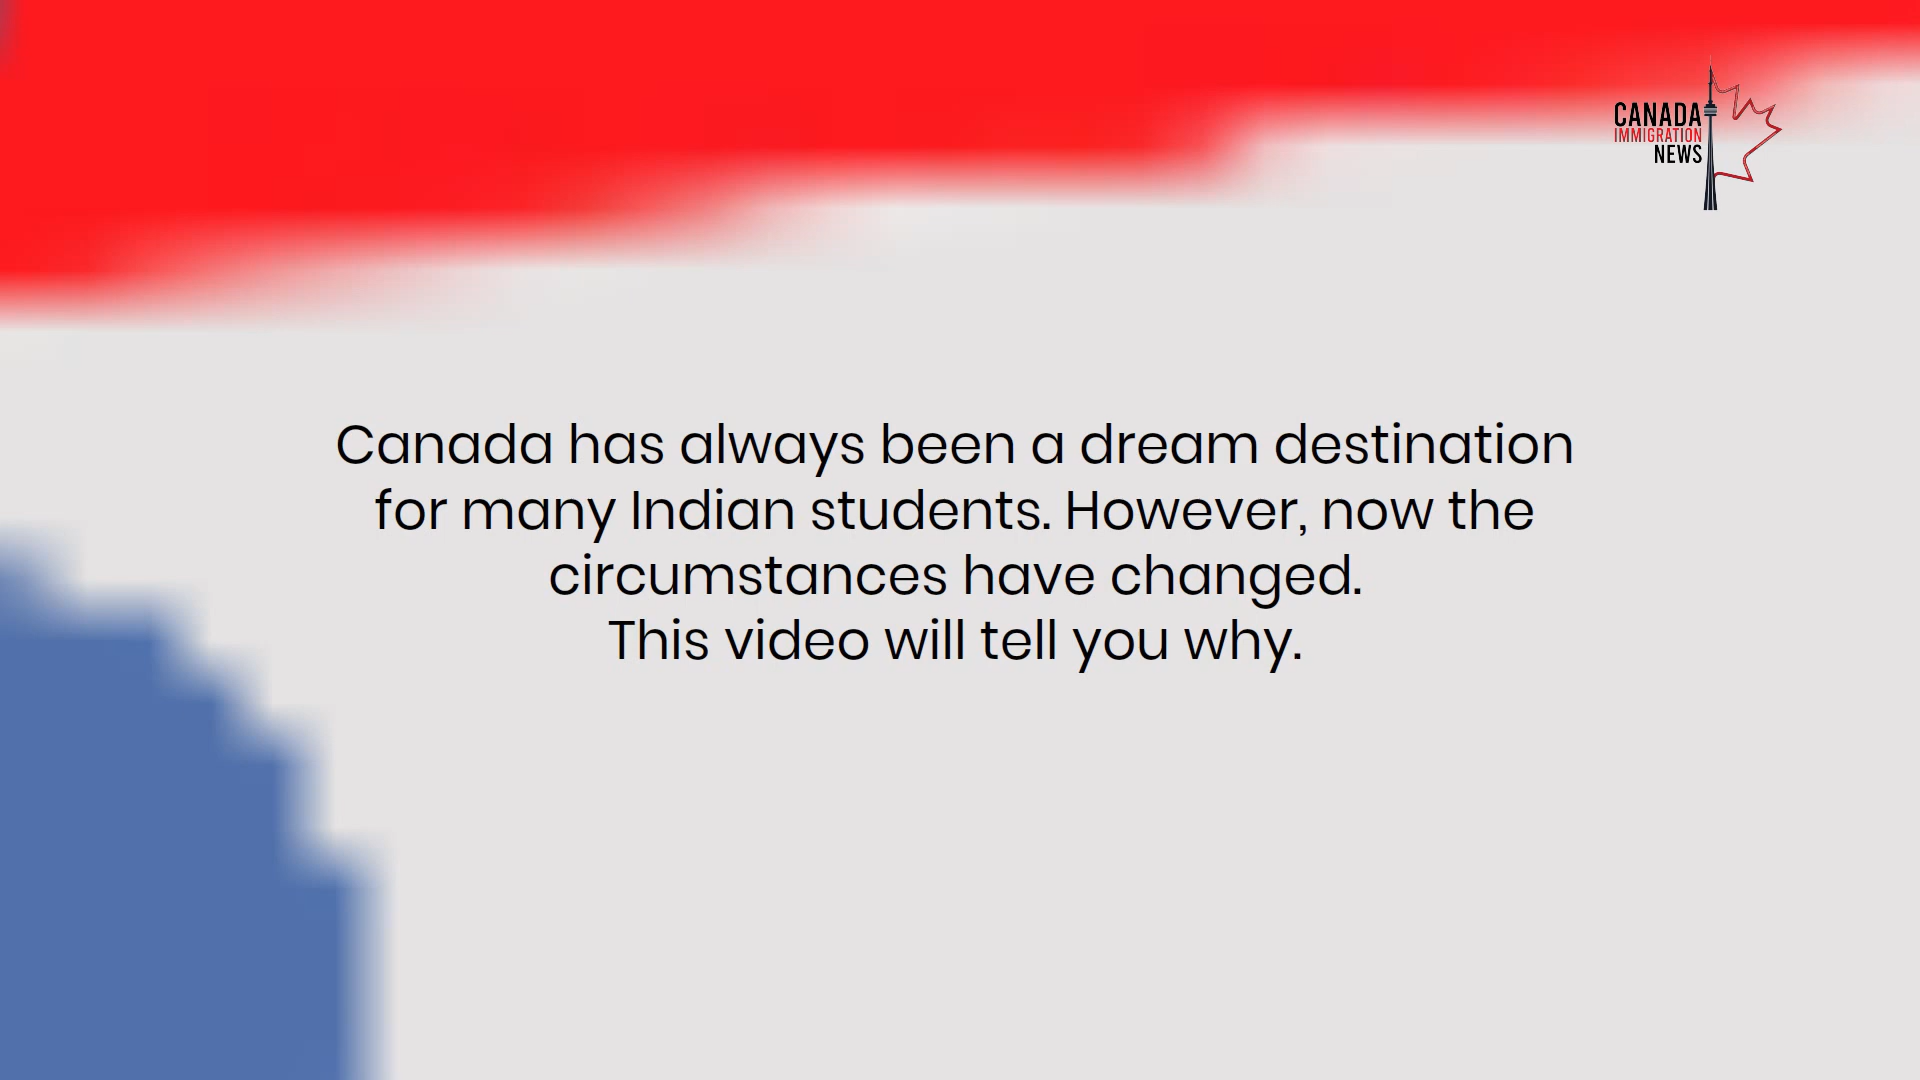 CANADA
IMMIGRATION
NEWS
Canada has always been a dream destination
for many Indian students. However, now the
circumstances have changed.
This video will tell you why.